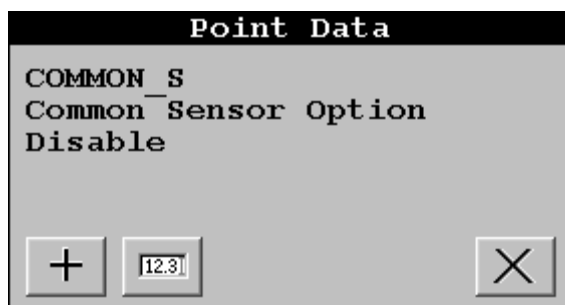 Point Data
COMMON_S
Common Sensor Option
Disable
12.3